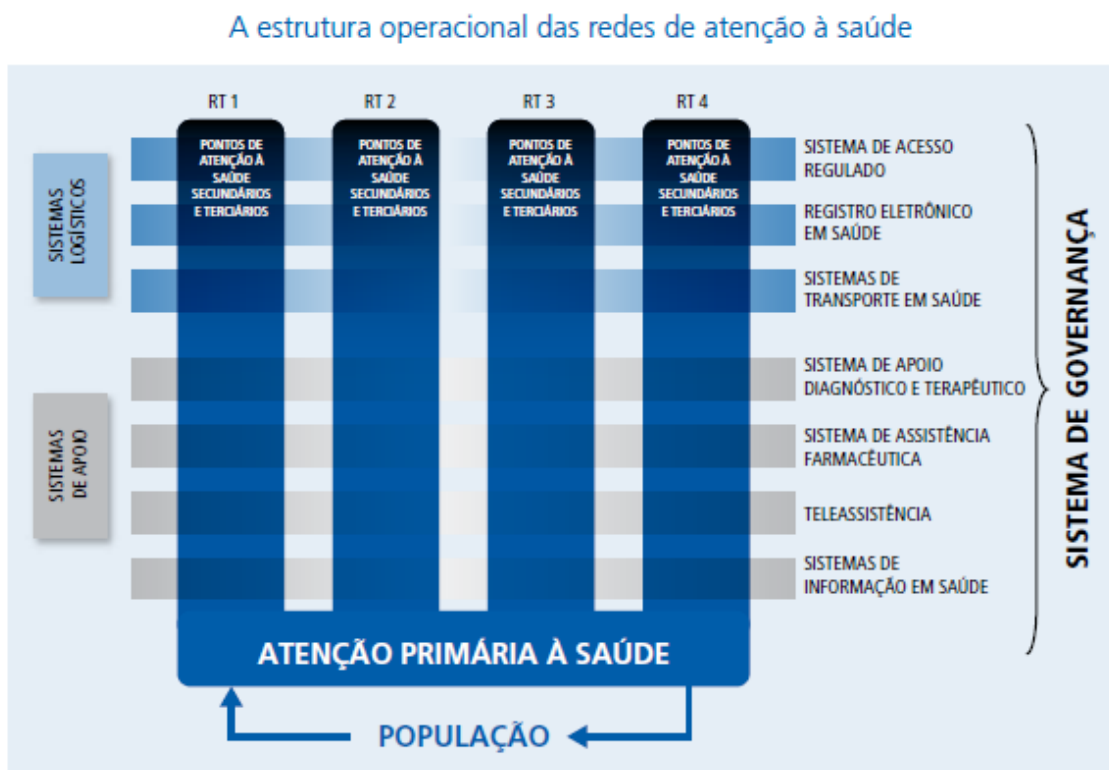 A estrutura operacional das redes de atenção à saúde
RT 1
RT 2
RT 3
RT 4
PONTOS DE
ATENÇÃO À
SAÚDE
SECUNDÁRIOS
E TERCIÁRIOS
PONTOS DE
ATENÇÃO À
SAÚDE
SECUNDÁRIOS
E TERCIÁRIOS
PONTOS DE
ATENÇÃO À
SAÚDE
SECUNDÁRIOS
E TERCIÁRIOS
PONTOS DE
ATENÇÃO À
SAÚDE
SECUNDÁRIOS
E TERCIÁRIOS
SISTEMAS
LOGÍSTICOS
SISTEMA DE ACESSO
REGULADO
REGISTRO ELETRÔNICO
EM SAÚDE
SISTEMAS DE
TRANSPORTE EM SAÚDE
SISTEMAS
DE APOIO
SISTEMA DE APOIO
DIAGNÓSTICO E TERAPÊUTICO
SISTEMA DE ASSISTÊNCIA
FARMACÊUTICA
TELEASSISTÊNCIA
SISTEMAS DE
INFORMAÇÃO EM SAÚDE
SISTEMA DE GOVERNANÇA
ATENÇÃO PRIMÁRIA À SAÚDE
POPULAÇÃO